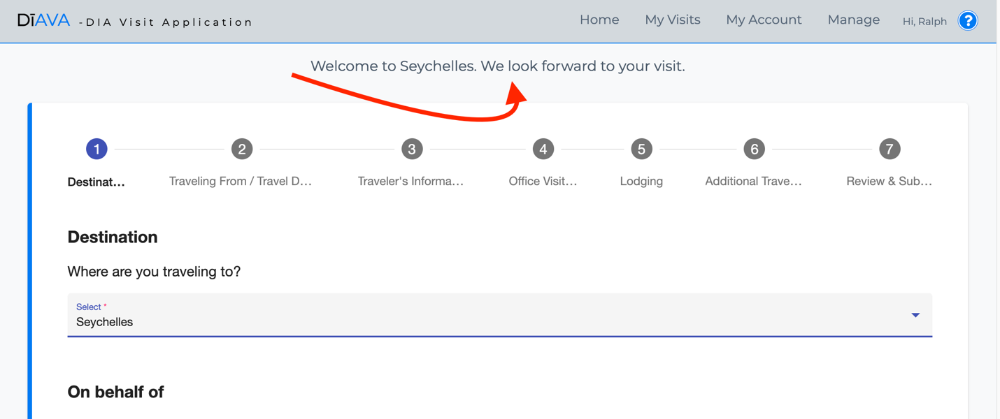 DīAVA -DIA Visit Application
Home My Visits My Account Manage Hi, Ralph ?
Welcome to Seychelles. We look forward to your visit.
1 2 3 4 5 6 7
Destinat... Traveling From / Travel D... Traveler's Informa... Office Visit... Lodging Additional Trave... Review & Sub...
Destination
Where are you traveling to?
Select *
Seychelles
On behalf of